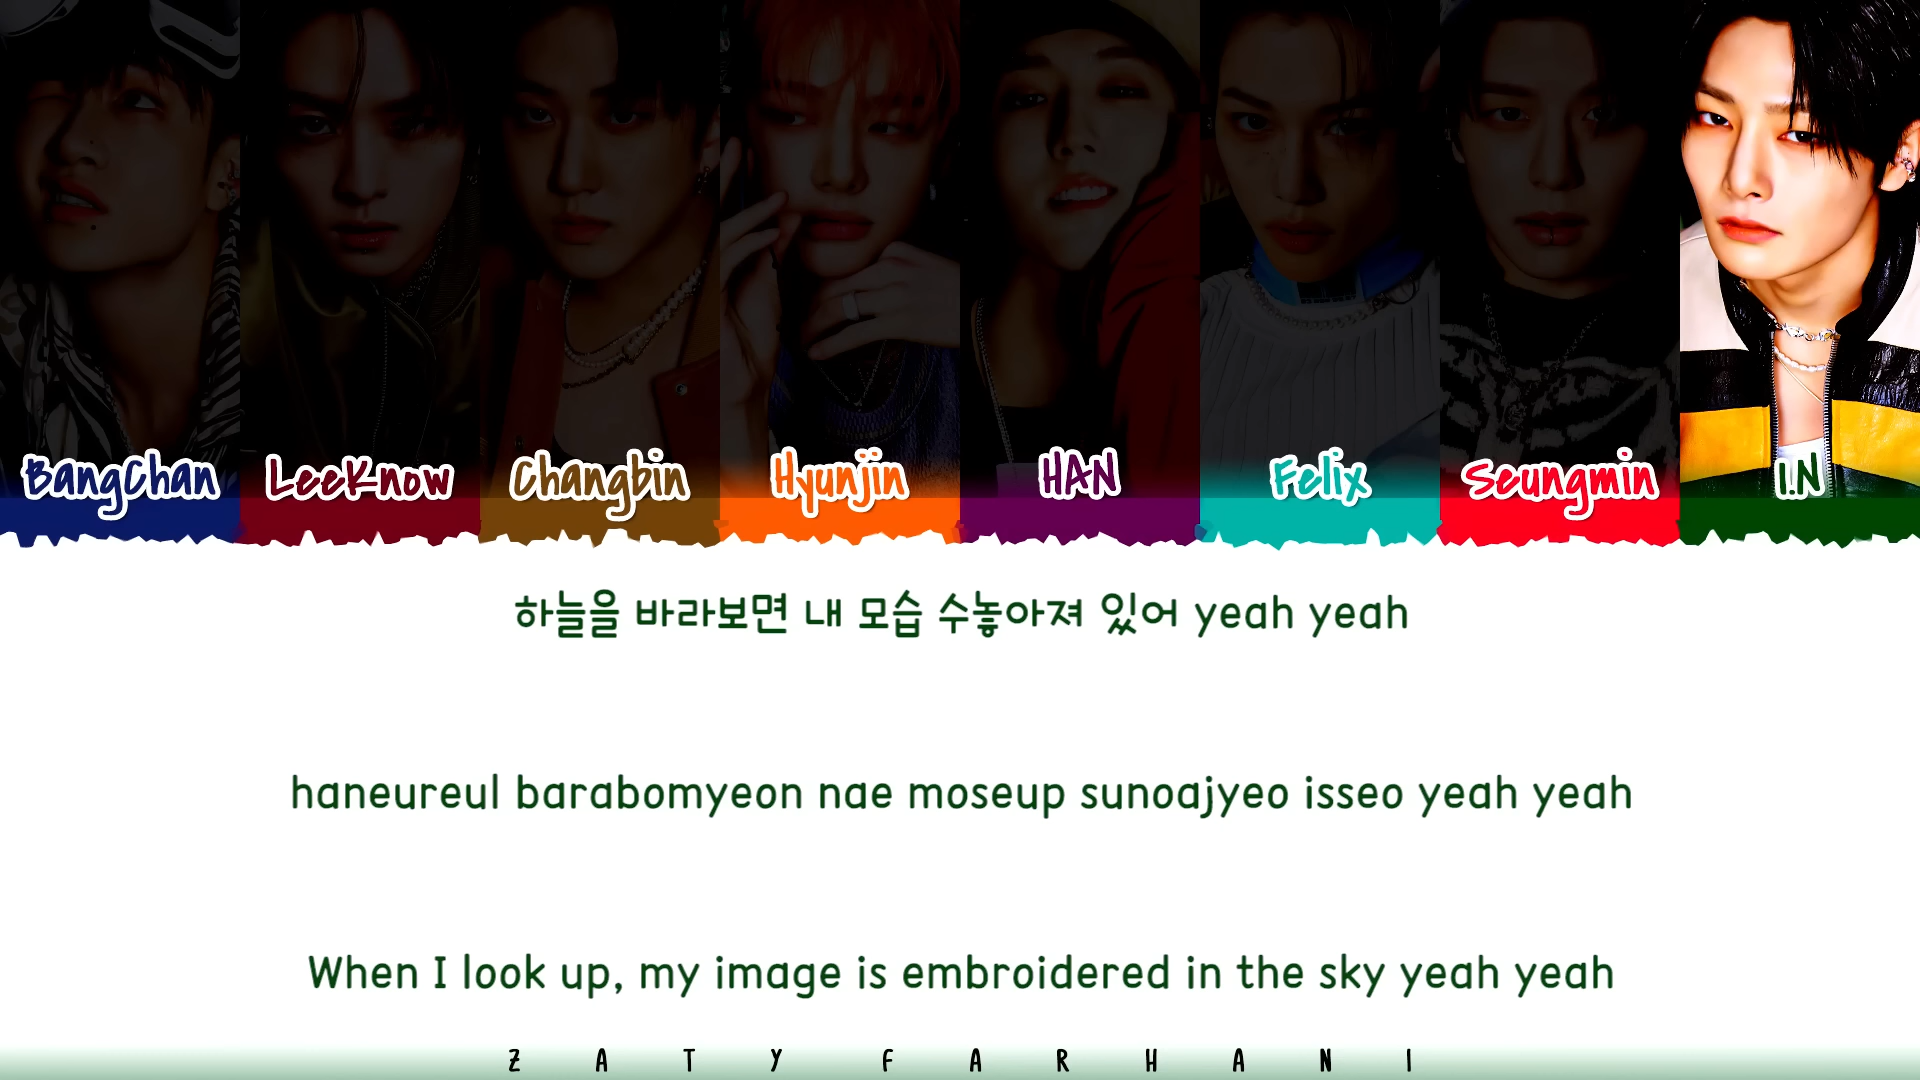 BangChan LeeKnow Changbin Hyunjin HAN Felix Seungmin I.N
하늘을 바라보면 내 모습 수놓아져 있어 yeah yeah
haneureul barabomyeon nae moseup sunoajyeo isseo yeah yeah
When I look up, my image is embroidered in the sky yeah yeah
ZATY FARHANI